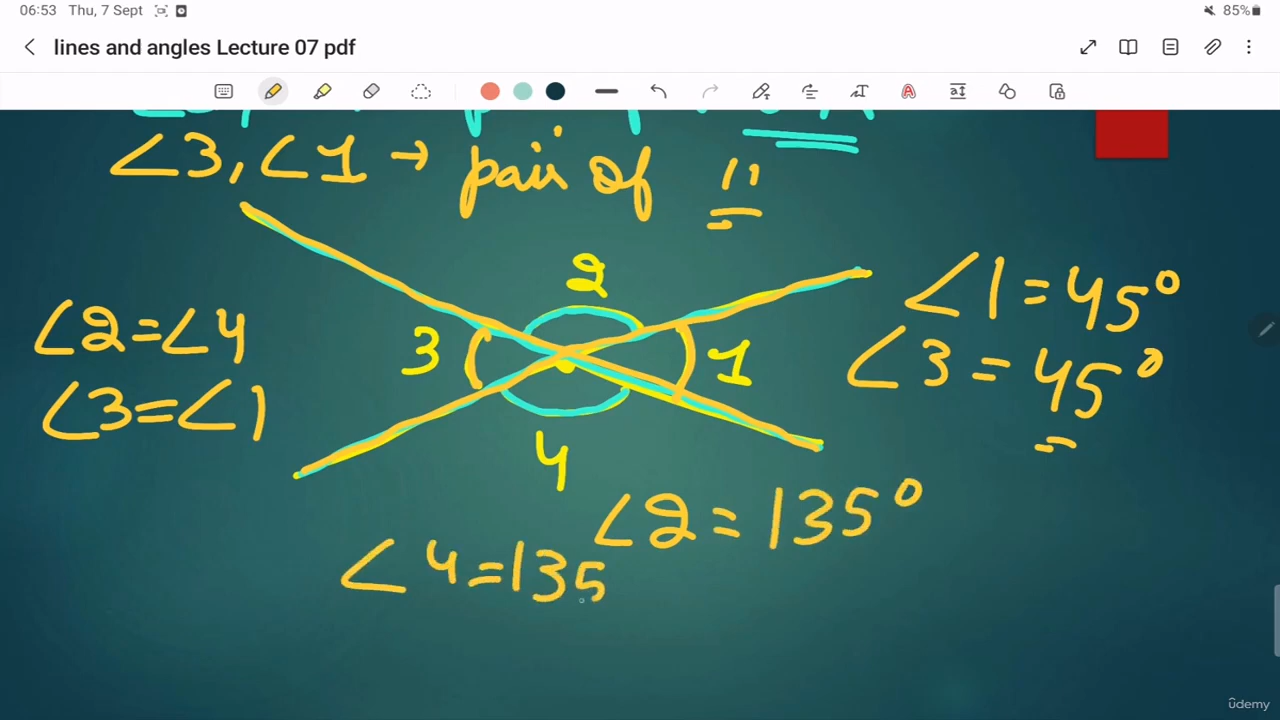 06:53 Thu, 7 Sept 85%
lines and angles Lecture 07 pdf
∠3, ∠1 → pair of 〃
2
∠1 = 45°
∠2 = ∠4
3
1
∠3 = 45°
∠3 = ∠1
4
∠2 = 135°
∠4 = 135
ûdemy